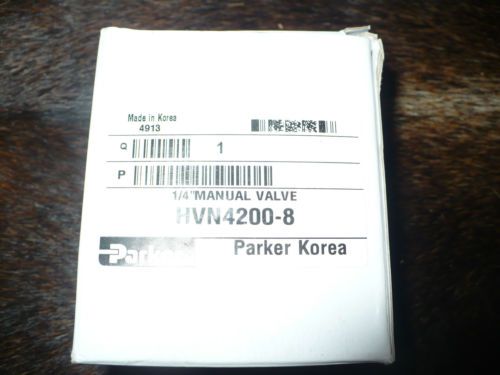 Made in Korea
4913
Q 1
P
1/4"MANUAL VALVE
HVN4200-8
Parker
Parker Korea